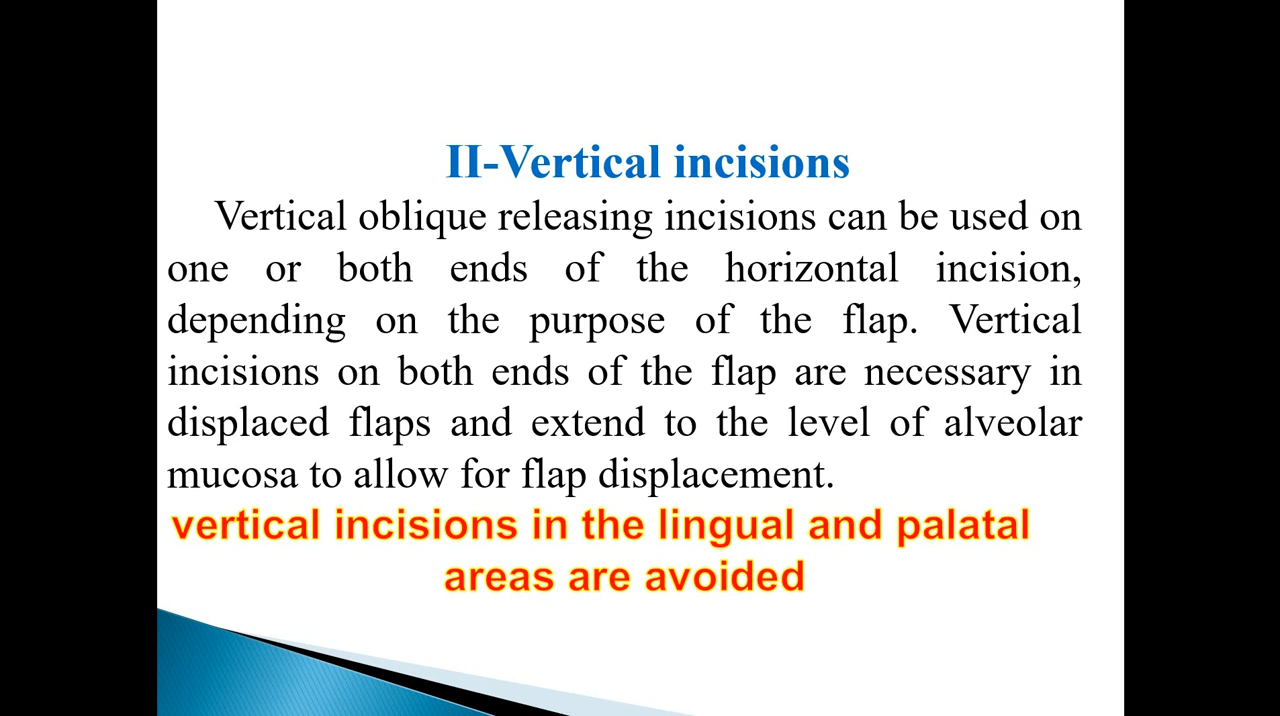 II-Vertical incisions
Vertical oblique releasing incisions can be used on
one or both ends of the horizontal incision,
depending on the purpose of the flap. Vertical
incisions on both ends of the flap are necessary in
displaced flaps and extend to the level of alveolar
mucosa to allow for flap displacement.
vertical incisions in the lingual and palatal
areas are avoided